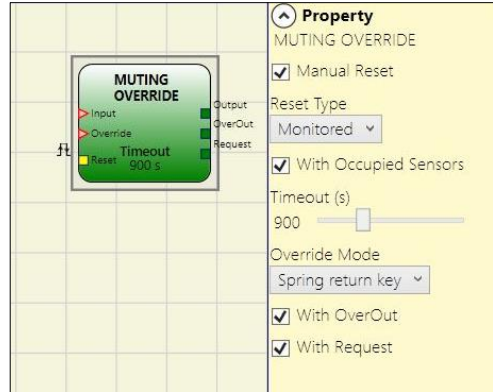 MUTING
OVERRIDE
Input
Override
Reset
Timeout
900 s
Output
OverOut
Request
Property
MUTING OVERRIDE
Manual Reset
Reset Type
Monitored
With Occupied Sensors
Timeout (s)
900
Override Mode
Spring return key
With OverOut
With Request